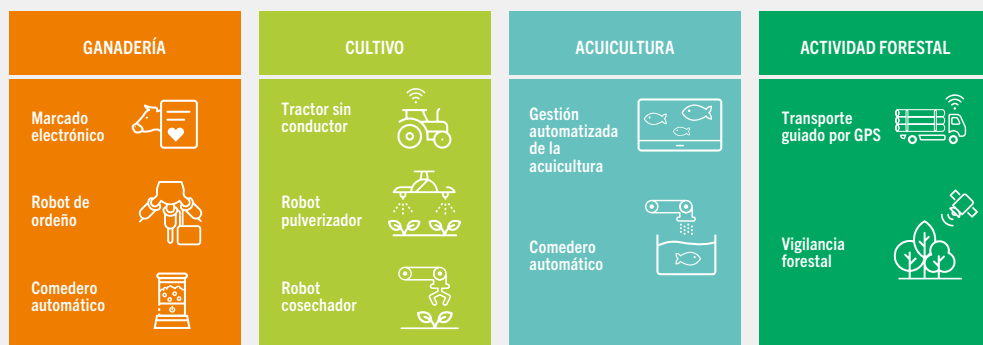 GANADERÍA
Marcado
electrónico
Robot de
ordeño
Comedero
automático
CULTIVO
Tractor sin
conductor
Robot
pulverizador
Robot
cosechador
ACUICULTURA
Gestión
automatizada
de la
acuicultura
Comedero
automático
ACTIVIDAD FORESTAL
Transporte
guiado por GPS
Vigilancia
forestal